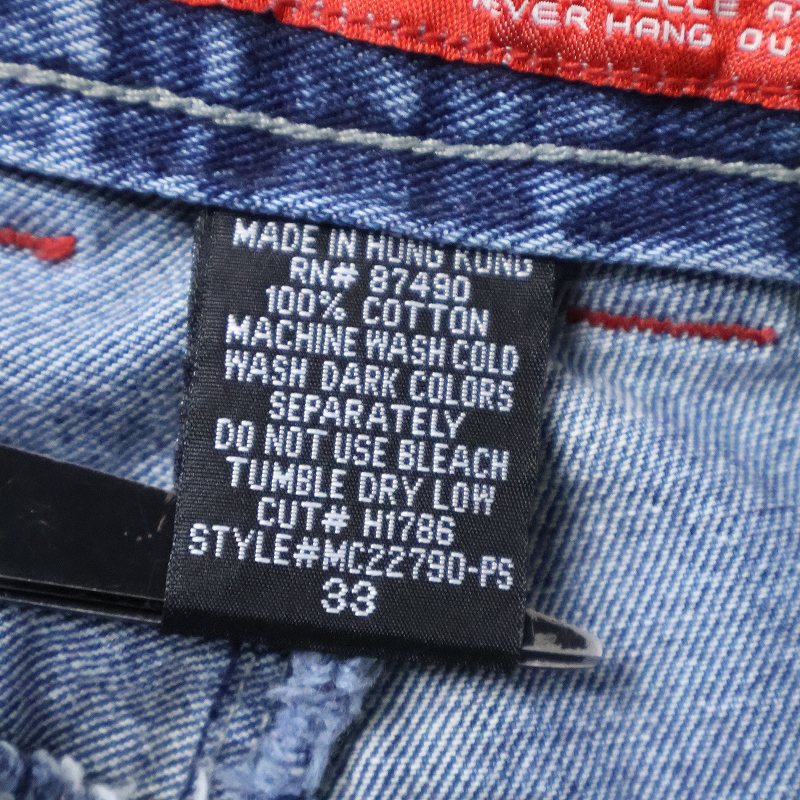 EVER HANG OU
MADE IN HONG KONG
RN# 87490
100% COTTON
MACHINE WASH COLD
WASH DARK COLORS
SEPARATELY
DO NOT USE BLEACH
TUMBLE DRY LOW
CUT# H1786
STYLE#MC22790-PS
33